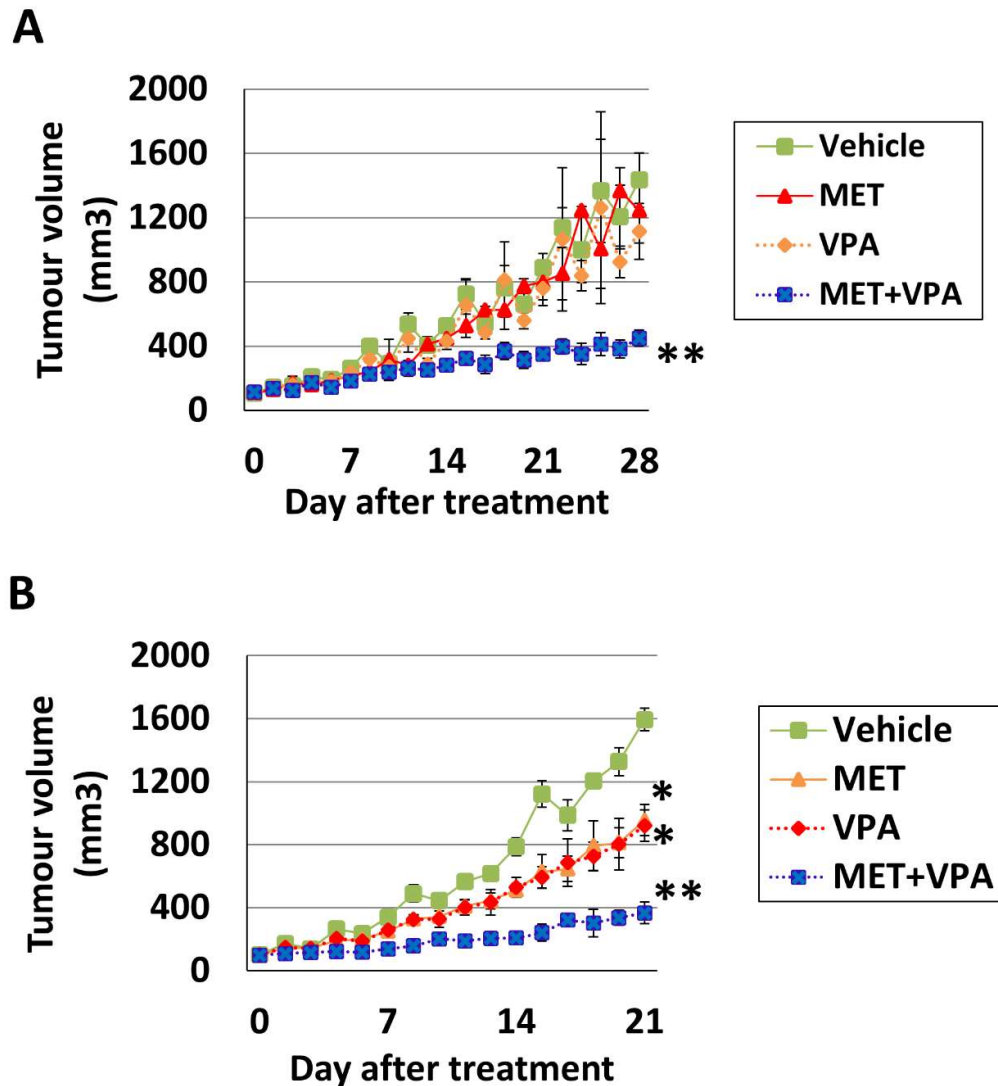 A
Tumour volume
(mm3)
2000
1600
1200
800
400
0
0 7 14 21 28
Day after treatment
Vehicle
MET
VPA
MET+VPA
**
B
Tumour volume
(mm3)
2000
1600
1200
800
400
0
0 7 14 21
Day after treatment
*
*
**
Vehicle
MET
VPA
MET+VPA